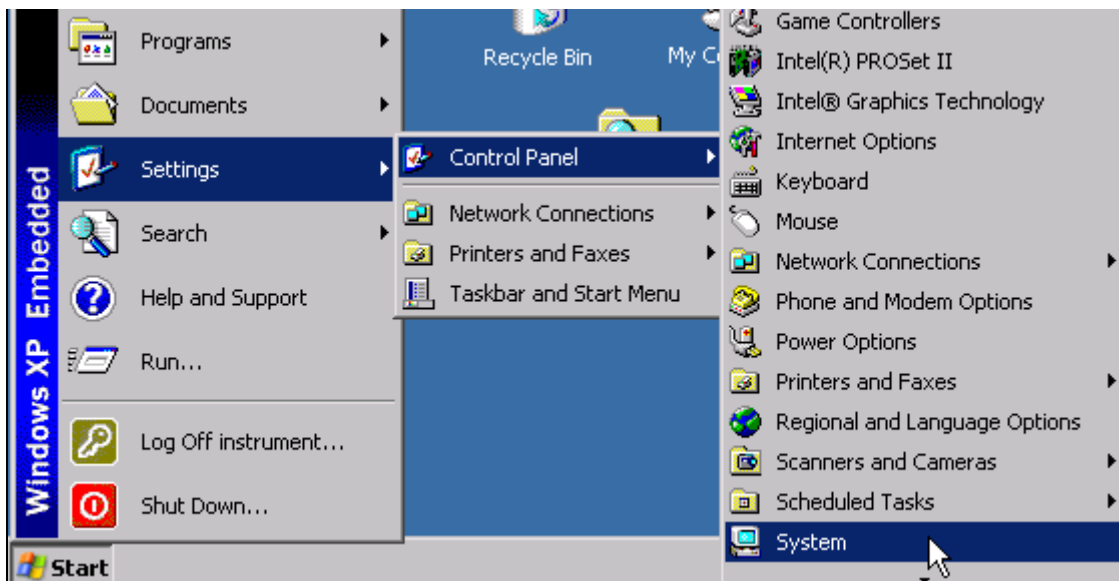 Programs
Documents
Settings
Search
Help and Support
Run...
Log Off instrument...
Shut Down...
Windows XP Embedded
Start
Recycle Bin
My C
Control Panel
Network Connections
Printers and Faxes
Taskbar and Start Menu
Game Controllers
Intel(R) PROSet II
Intel® Graphics Technology
Internet Options
Keyboard
Mouse
Network Connections
Phone and Modem Options
Power Options
Printers and Faxes
Regional and Language Options
Scanners and Cameras
Scheduled Tasks
System